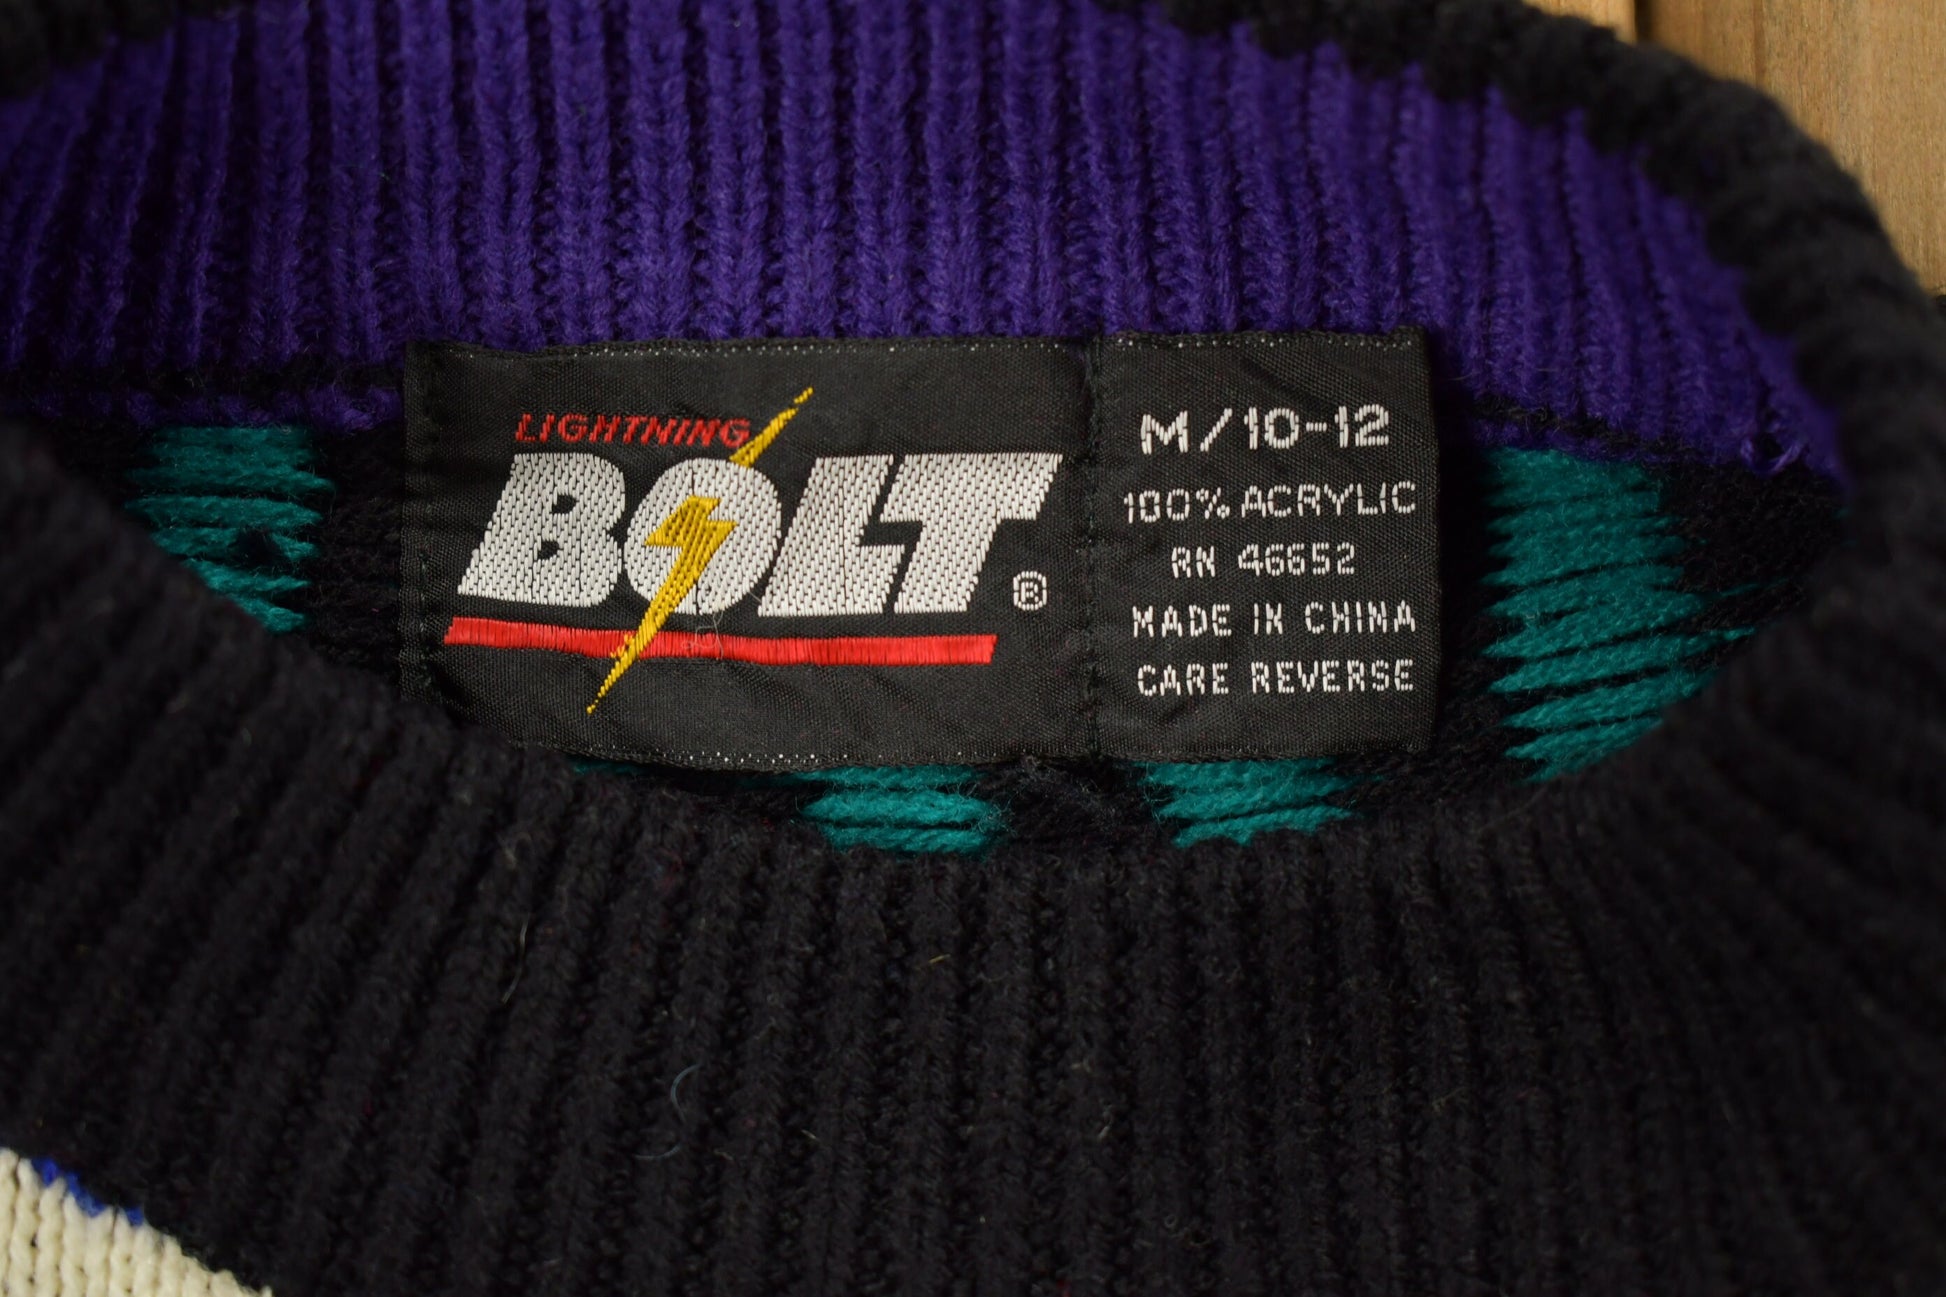 LIGHTNING
BOLT ®
M/10-12
100% ACRYLIC
RN 46652
MADE IN CHINA
CARE REVERSE